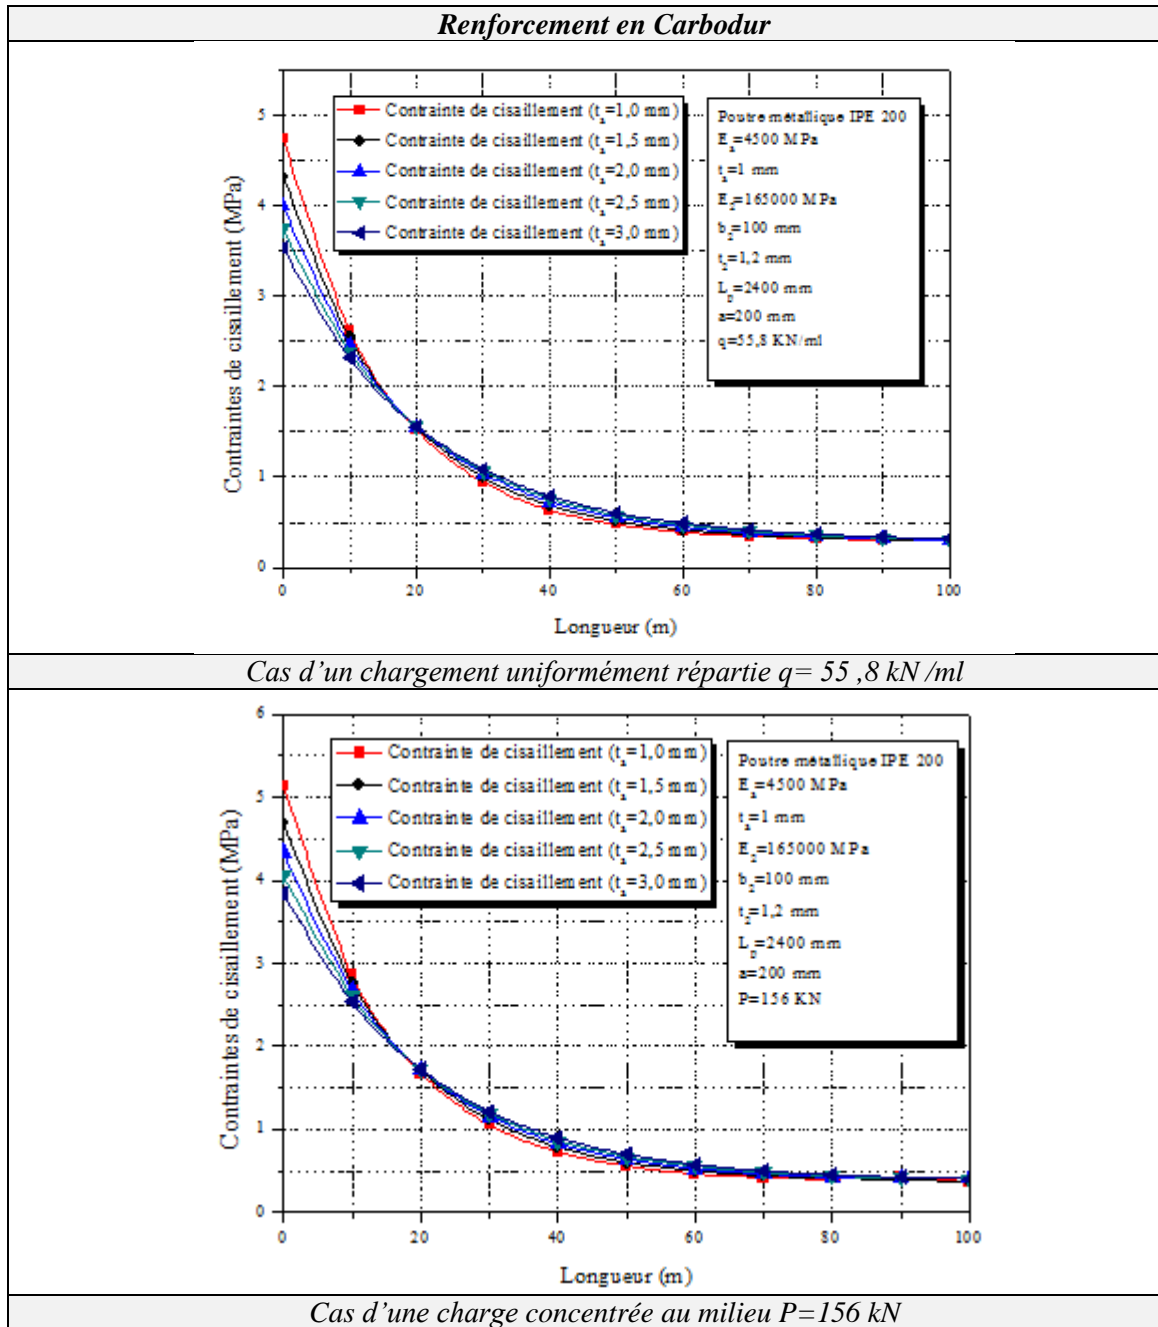 Renforcement en Carbodur
Contrainte de cisaillement (t₁=1,0 mm)
Contrainte de cisaillement (t₁=1,5 mm)
Contrainte de cisaillement (t₁=2,0 mm)
Contrainte de cisaillement (t₁=2,5 mm)
Contrainte de cisaillement (t₁=3,0 mm)
Poutre métallique IPE 200
E₁=4500 MPa
t₁=1 mm
E₂=165000 MPa
b₂=100 mm
t₂=1,2 mm
Lₚ=2400 mm
a=200 mm
q=55,8 KN/ml
Contraintes de cisaillement (MPa)
5
4
3
2
1
0
0 20 40 60 80 100
Longueur (m)
Cas d’un chargement uniformément répartie q= 55 ,8 kN /ml
Contrainte de cisaillement (t₁=1,0 mm)
Contrainte de cisaillement (t₁=1,5 mm)
Contrainte de cisaillement (t₁=2,0 mm)
Contrainte de cisaillement (t₁=2,5 mm)
Contrainte de cisaillement (t₁=3,0 mm)
Poutre métallique IPE 200
E₁=4500 MPa
t₁=1 mm
E₂=165000 MPa
b₂=100 mm
t₂=1,2 mm
Lₚ=2400 mm
a=200 mm
P=156 KN
Contraintes de cisaillement (MPa)
6
5
4
3
2
1
0
0 20 40 60 80 100
Longueur (m)
Cas d’une charge concentrée au milieu P=156 kN